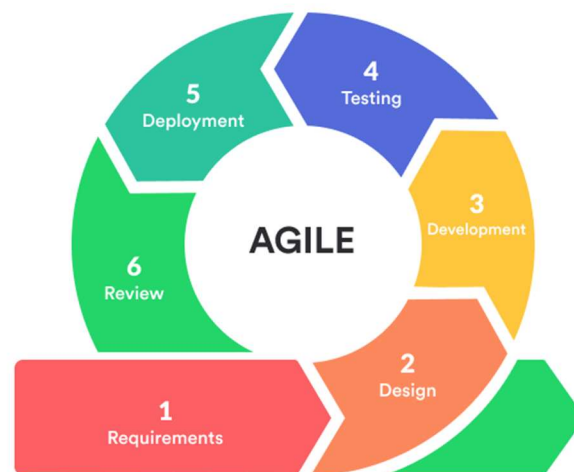 AGILE
1
Requirements
2
Design
3
Development
4
Testing
5
Deployment
6
Review